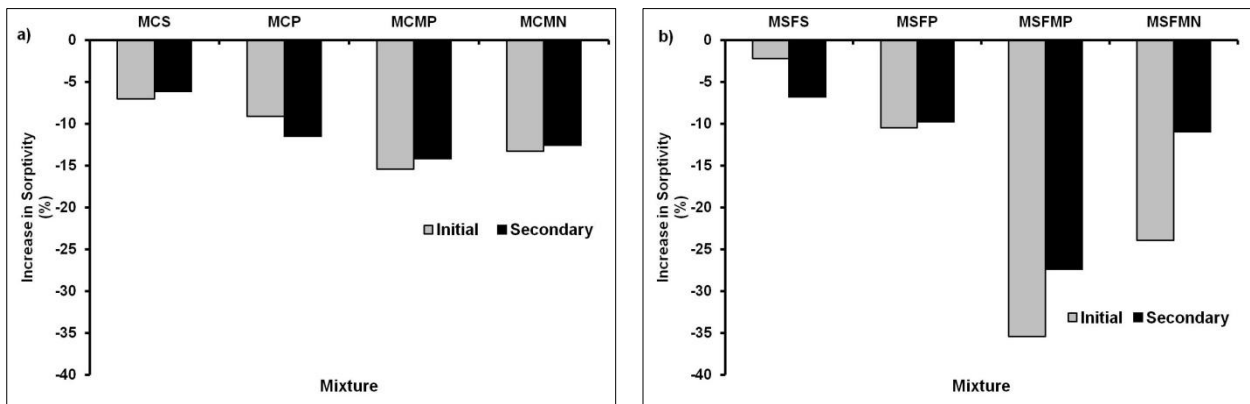 a)
MCS MCP MCMP MCMN
0
-5
-10
-15
-20
-25
-30
-35
-40
Increase in Sorptivity
(%)
Initial Secondary
Mixture
b)
MSFS MSFP MSFMP MSFMN
0
-5
-10
-15
-20
-25
-30
-35
-40
Increase in Sorptivity
(%)
Initial Secondary
Mixture